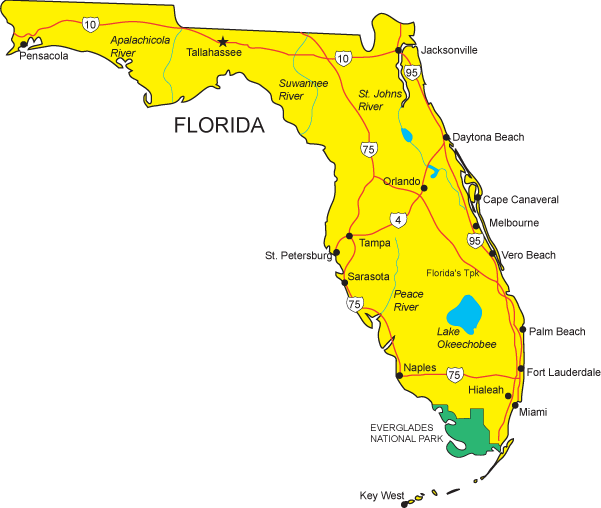 10
Pensacola
Apalachicola
River
Tallahassee
Suwannee
River
10
Jacksonville
95
St. Johns
River
FLORIDA
75
Daytona Beach
Orlando
Cape Canaveral
4
Melbourne
Tampa
95
St. Petersburg
Vero Beach
Sarasota
Florida's Tpk
75
Peace
River
Lake
Okeechobee
Palm Beach
Naples
75
Fort Lauderdale
Hialeah
Miami
EVERGLADES
NATIONAL PARK
Key West